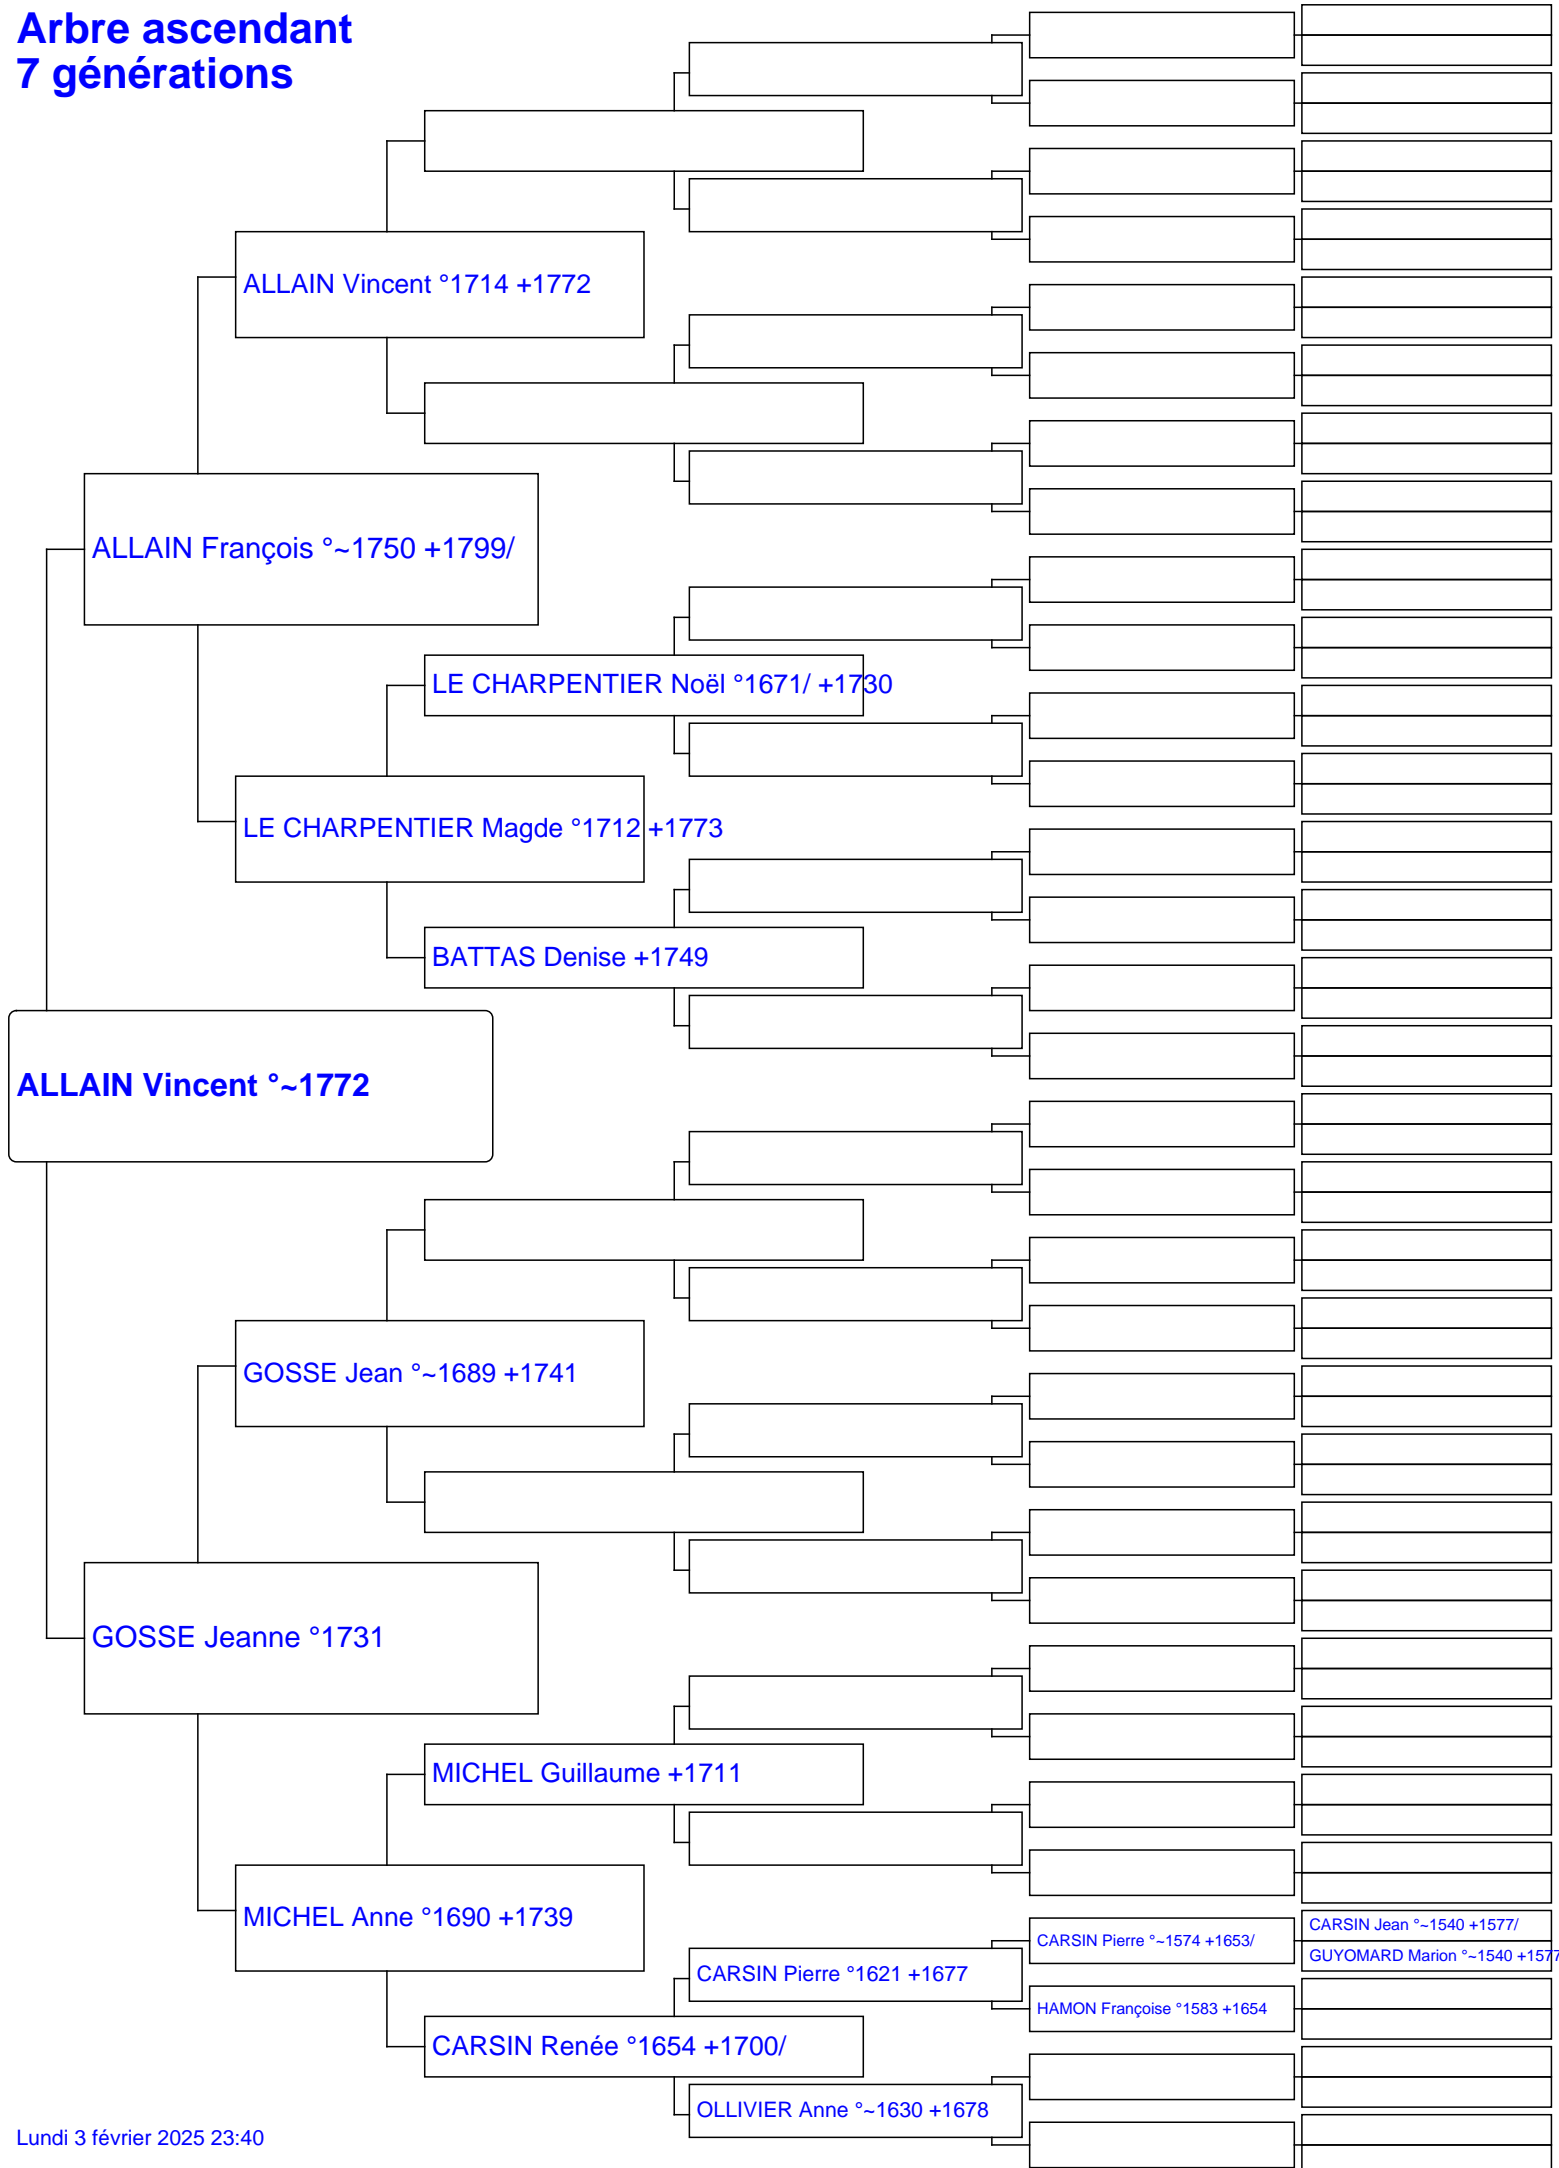 Arbre ascendant
7 générations
ALLAIN Vincent °1714 +1772
ALLAIN François °~1750 +1799/
LE CHARPENTIER Noël °1671/ +1730
LE CHARPENTIER Magde °1712 +1773
BATTAS Denise +1749
ALLAIN Vincent °~1772
GOSSE Jean °~1689 +1741
GOSSE Jeanne °1731
MICHEL Guillaume +1711
MICHEL Anne °1690 +1739
CARSIN Jean °~1540 +1577/
CARSIN Pierre °~1574 +1653/
GUYOMARD Marion °~1540 +1577
CARSIN Pierre °1621 +1677
HAMON Françoise °1583 +1654
CARSIN Renée °1654 +1700/
OLLIVIER Anne °~1630 +1678
Lundi 3 février 2025 23:40